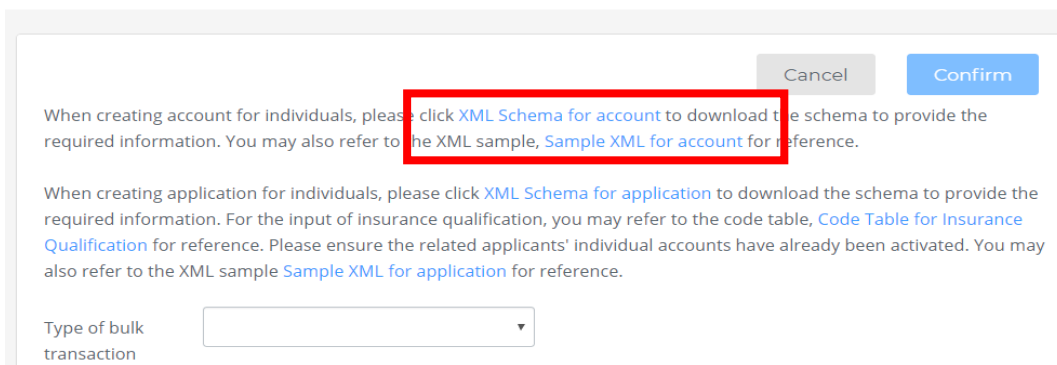 Cancel Confirm
When creating account for individuals, please click XML Schema for account to download the schema to provide the
required information. You may also refer to the XML sample, Sample XML for account for reference.
When creating application for individuals, please click XML Schema for application to download the schema to provide the
required information. For the input of insurance qualification, you may refer to the code table, Code Table for Insurance
Qualification for reference. Please ensure the related applicants' individual accounts have already been activated. You may
also refer to the XML sample Sample XML for application for reference.
Type of bulk
transaction